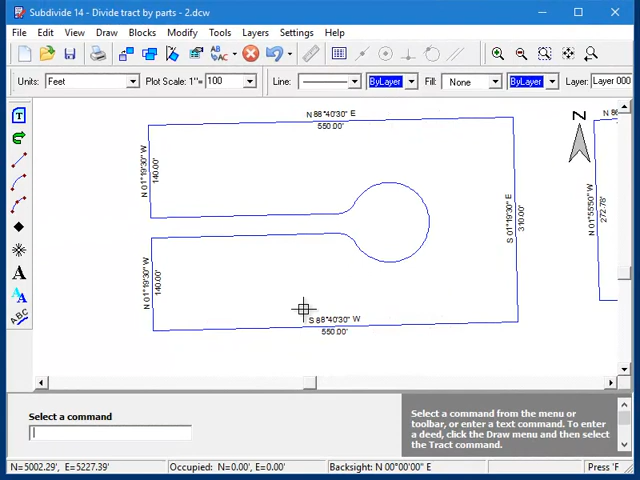 Subdivide 14 - Divide tract by parts - 2.dcw
File Edit View Draw Blocks Modify Tools Layers Settings Help
Units: Feet Plot Scale: 1"= 100 Line: ByLayer Fill: None ByLayer Layer: Layer 000
N 88°40'30" E
550.00'
N 01°19'30" W
140.00'
N 01°19'30" W
140.00'
S 01°19'30" E
310.00'
S 88°40'30" W
550.00'
N
N 86
N 01°55'50" W
272.78'
T
A
A A
ABC
Select a command
Select a command from the menu or
toolbar, or enter a text command. To enter
a deed, click the Draw menu and then select
the Tract command.
N=5002.29', E=5227.39' Occupied: N=0.00', E=0.00' Backsight: N 00°00'00" E Press 'F